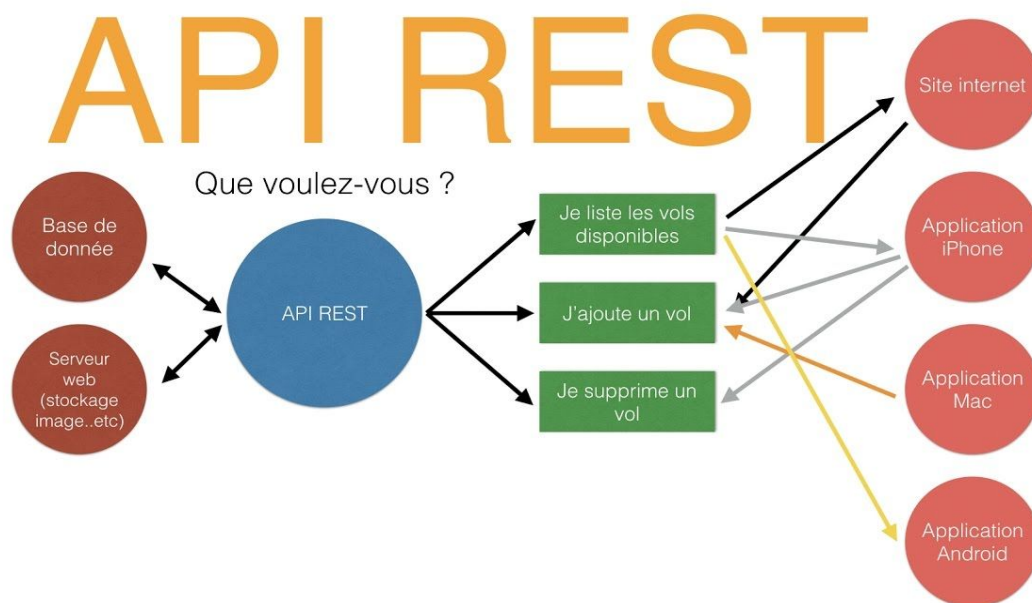 API REST
Que voulez-vous ?
Base de
donnée
Serveur
web
(stockage
image..etc)
API REST
Je liste les vols
disponibles
J'ajoute un vol
Je supprime un
vol
Site internet
Application
iPhone
Application
Mac
Application
Android